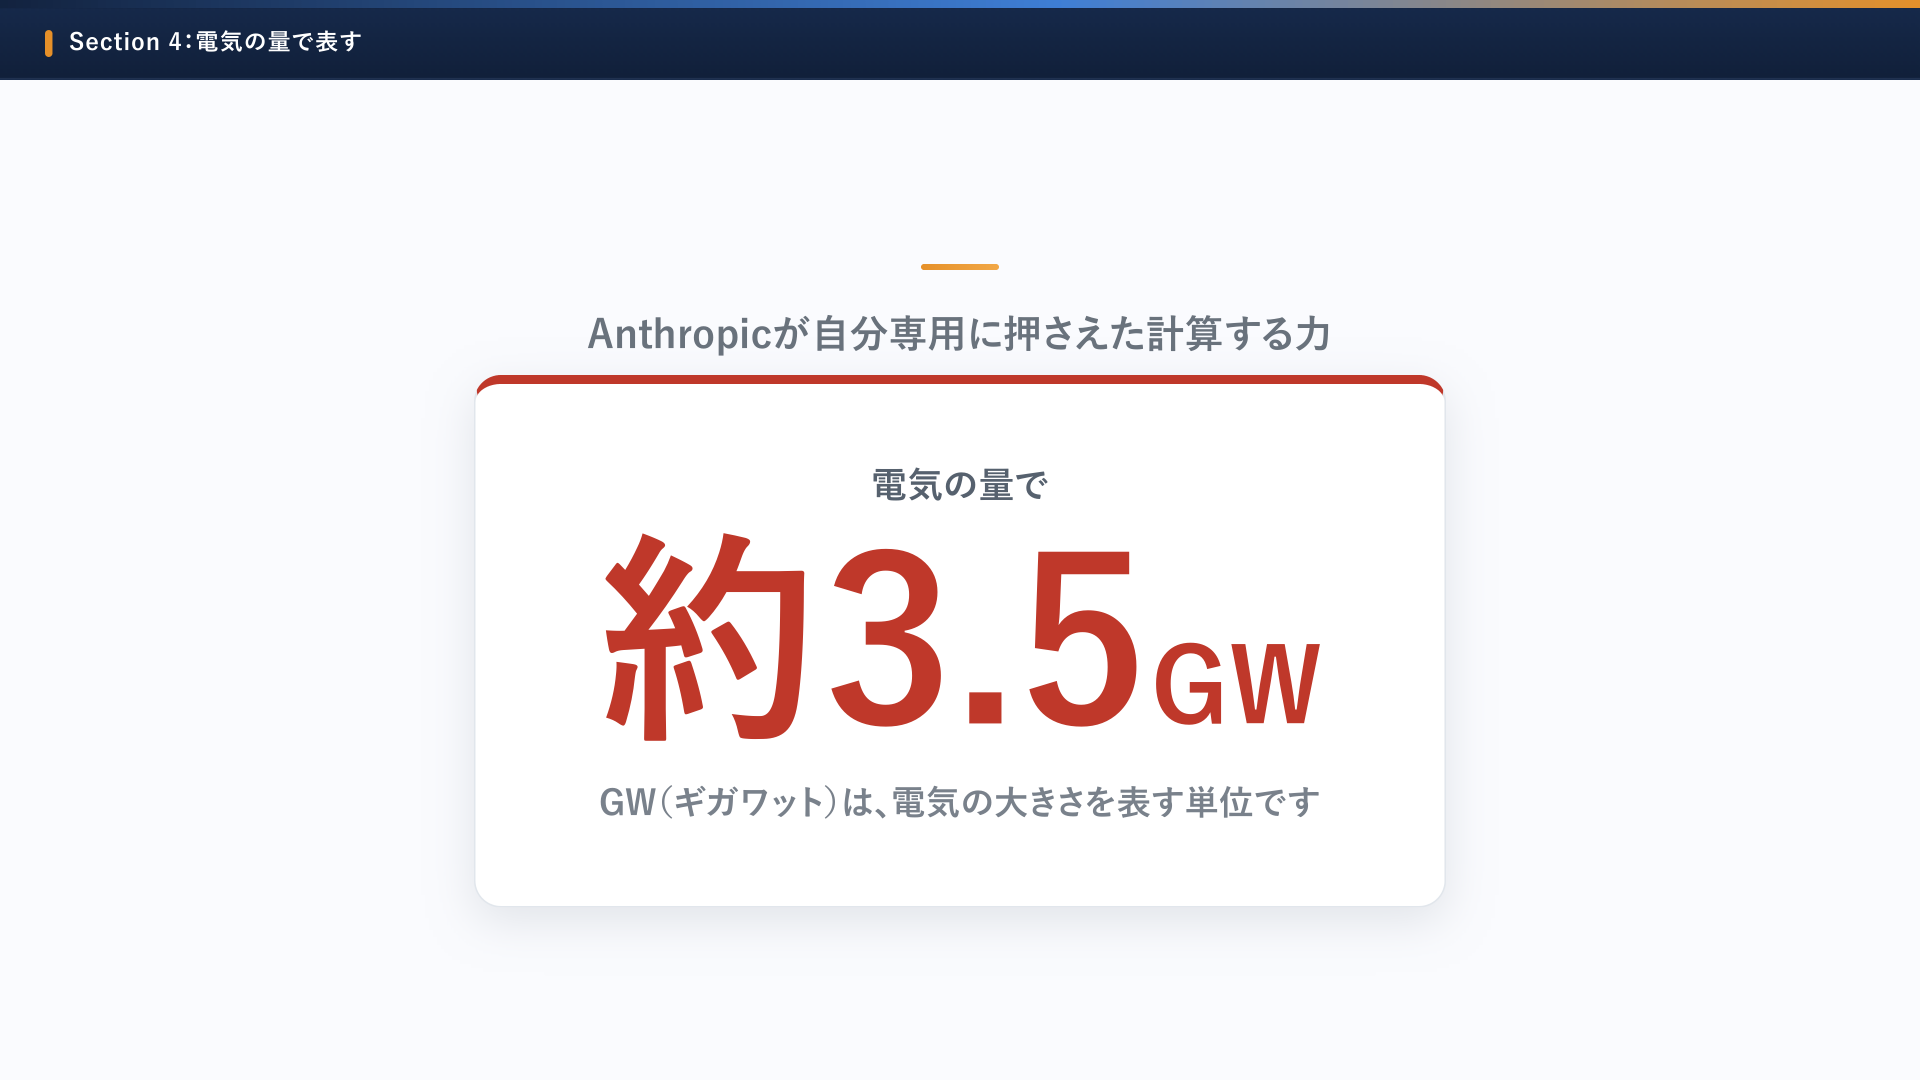 Section 4：電気の量で表す
Anthropicが自分専用に押さえた計算する力
電気の量で
約3.5GW
GW（ギガワット）は、電気の大きさを表す単位です